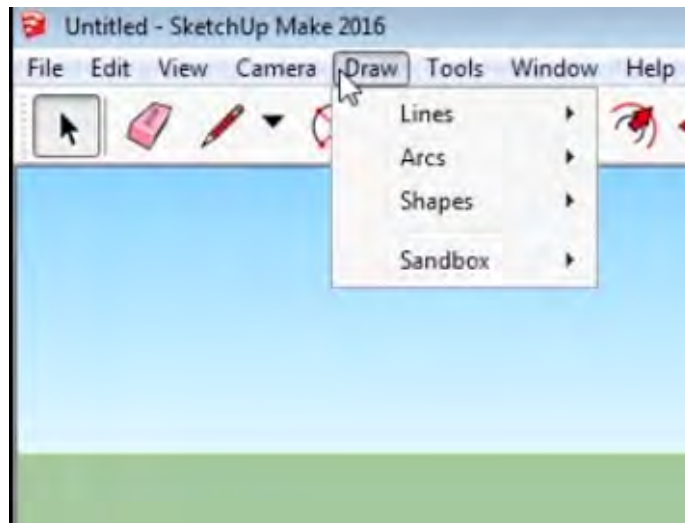 Untitled - SketchUp Make 2016
File Edit View Camera Draw Tools Window Help
Lines
Arcs
Shapes
Sandbox